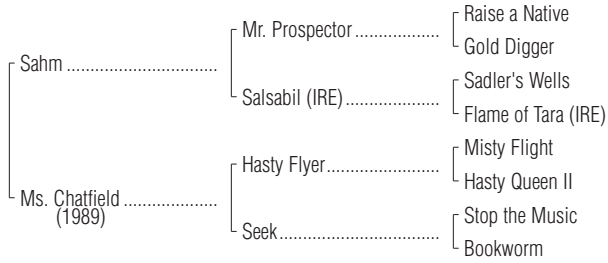 Raise a Native
Mr. Prospector ..................
Gold Digger
Sahm ................................
Sadler's Wells
Salsabil (IRE) ....................
Flame of Tara (IRE)
Misty Flight
Hasty Flyer ........................
Hasty Queen II
Ms. Chatfield ....................
(1989)
Stop the Music
Seek ..................................
Bookworm